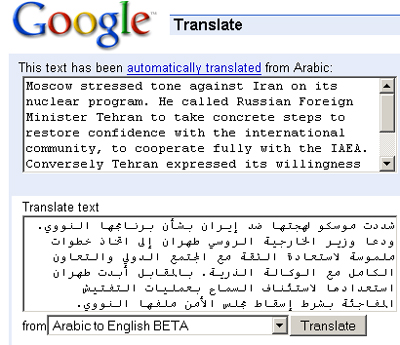 Google™ Translate
This text has been automatically translated from Arabic:
Moscow stressed tone against Iran on its
nuclear program. He called Russian Foreign
Minister Tehran to take concrete steps to
restore confidence with the international
community, to cooperate fully with the IAEA.
Conversely Tehran expressed its willingness
Translate text
شددت موسكو لهجتها ضد إيران بشأن برنامجها النووي.
ودعا وزير الخارجية الروسي طهران إلى اتخاذ خطوات
ملموسة لاستعادة الثقة مع المجتمع الدولي والتعاون
الكامل مع الوكالة الذرية. بالمقابل أبدت طهران
استعدادها لاستئناف السماح بعمليات التفتيش
المفاجئة بشرط إسقاط مجلس الأمن ملفها النووي.
from Arabic to English BETA Translate